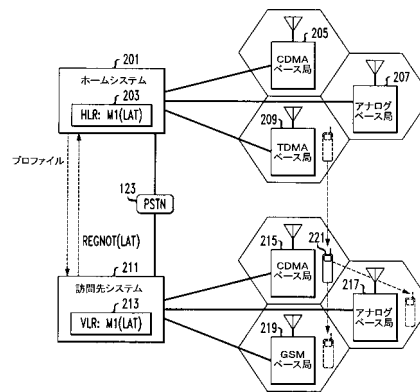 201
ホームシステム
203
HLR: M1(LAT)
プロファイル
123
PSTN
REGNOT(LAT)
211
訪問先システム
213
VLR: M1(LAT)
205
CDMA
ベース局
207
アナログ
ベース局
209
TDMA
ベース局
215
CDMA
ベース局
221
217
アナログ
ベース局
219
GSM
ベース局